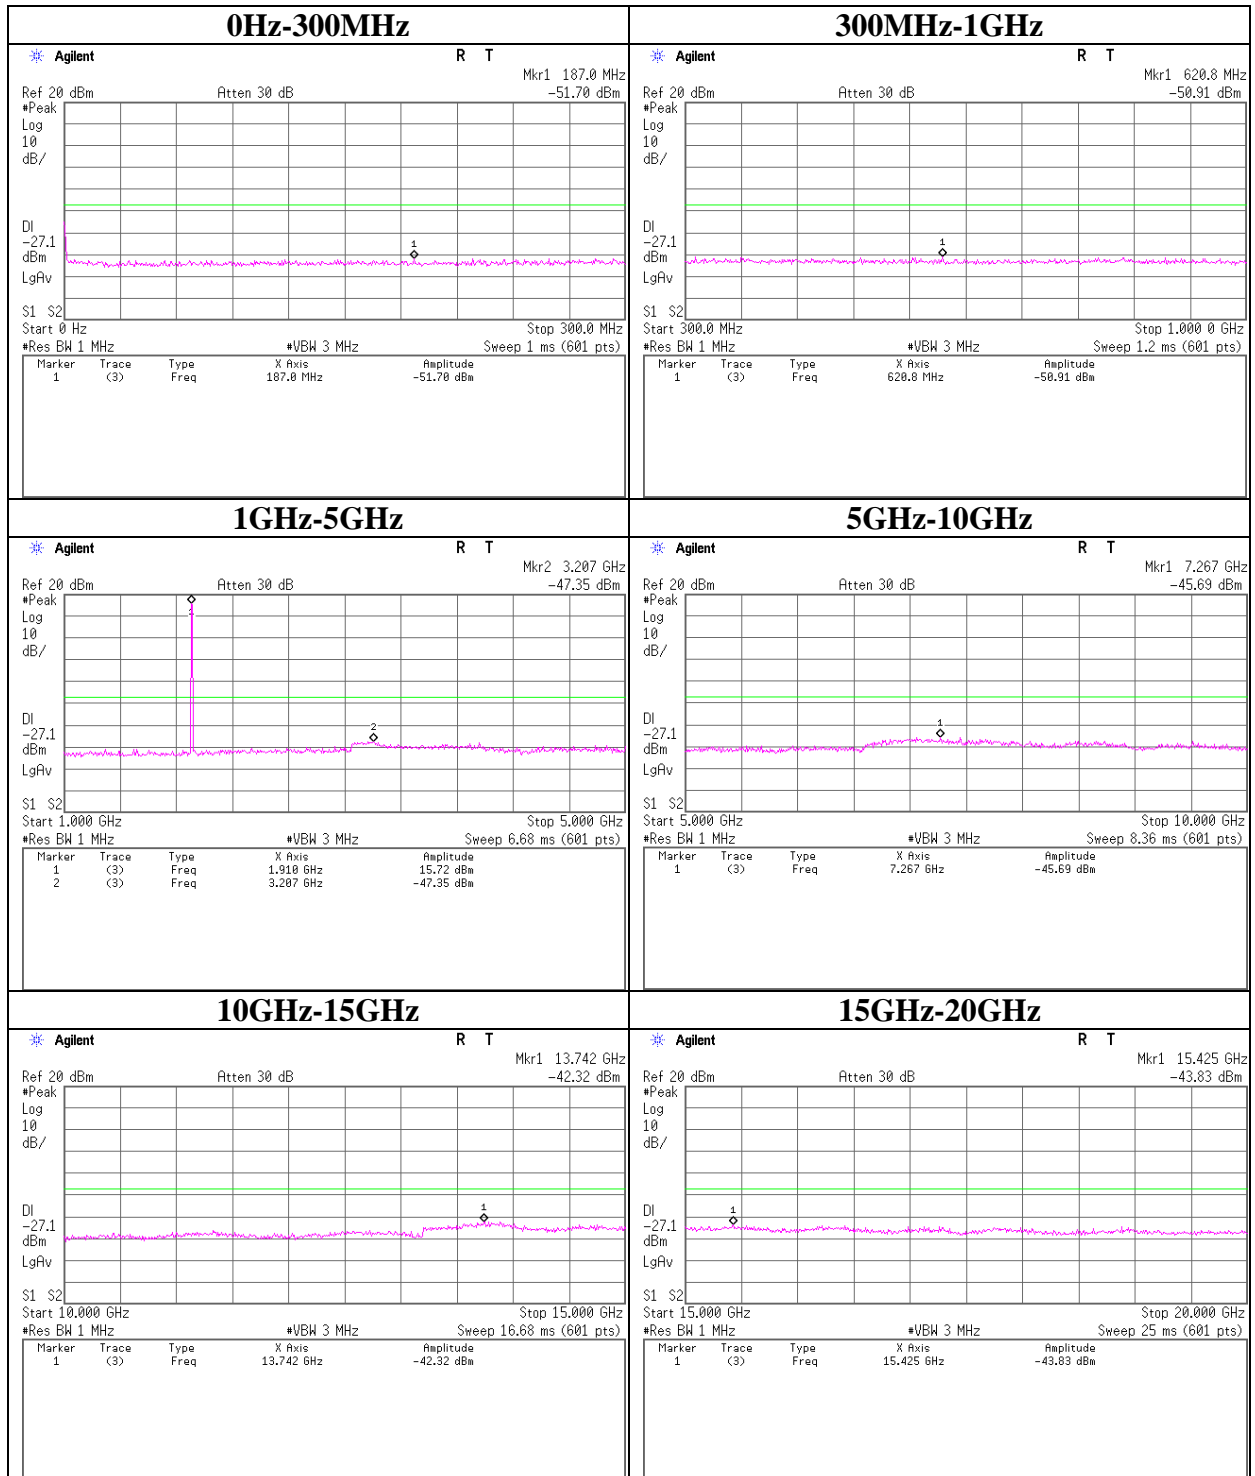 0Hz-300MHz
Agilent
R T
Mkr1 187.0 MHz
Ref 20 dBm Atten 30 dB -51.70 dBm
#Peak
Log
10
dB/
DI
-27.1
dBm
LgAv
S1 S2
1
Start 0 Hz Stop 300.0 MHz
#Res BW 1 MHz #VBW 3 MHz Sweep 1 ms (601 pts)
Marker Trace Type X Axis Amplitude
1 (3) Freq 187.0 MHz -51.70 dBm
300MHz-1GHz
Agilent
R T
Mkr1 620.8 MHz
Ref 20 dBm Atten 30 dB -50.91 dBm
#Peak
Log
10
dB/
DI
-27.1
dBm
LgAv
S1 S2
1
Start 300.0 MHz Stop 1.000 0 GHz
#Res BW 1 MHz #VBW 3 MHz Sweep 1.2 ms (601 pts)
Marker Trace Type X Axis Amplitude
1 (3) Freq 620.8 MHz -50.91 dBm
1GHz-5GHz
Agilent
R T
Mkr2 3.207 GHz
Ref 20 dBm Atten 30 dB -47.35 dBm
#Peak
Log
10
dB/
DI
-27.1
dBm
LgAv
S1 S2
2
Start 1.000 GHz Stop 5.000 GHz
#Res BW 1 MHz #VBW 3 MHz Sweep 6.68 ms (601 pts)
Marker Trace Type X Axis Amplitude
1 (3) Freq 1.910 GHz 15.72 dBm
2 (3) Freq 3.207 GHz -47.35 dBm
5GHz-10GHz
Agilent
R T
Mkr1 7.267 GHz
Ref 20 dBm Atten 30 dB -45.69 dBm
#Peak
Log
10
dB/
DI
-27.1
dBm
LgAv
S1 S2
1
Start 5.000 GHz Stop 10.000 GHz
#Res BW 1 MHz #VBW 3 MHz Sweep 8.36 ms (601 pts)
Marker Trace Type X Axis Amplitude
1 (3) Freq 7.267 GHz -45.69 dBm
10GHz-15GHz
Agilent
R T
Mkr1 13.742 GHz
Ref 20 dBm Atten 30 dB -42.32 dBm
#Peak
Log
10
dB/
DI
-27.1
dBm
LgAv
S1 S2
1
Start 10.000 GHz Stop 15.000 GHz
#Res BW 1 MHz #VBW 3 MHz Sweep 16.68 ms (601 pts)
Marker Trace Type X Axis Amplitude
1 (3) Freq 13.742 GHz -42.32 dBm
15GHz-20GHz
Agilent
R T
Mkr1 15.425 GHz
Ref 20 dBm Atten 30 dB -43.83 dBm
#Peak
Log
10
dB/
DI
-27.1
dBm
LgAv
S1 S2
1
Start 15.000 GHz Stop 20.000 GHz
#Res BW 1 MHz #VBW 3 MHz Sweep 25 ms (601 pts)
Marker Trace Type X Axis Amplitude
1 (3) Freq 15.425 GHz -43.83 dBm